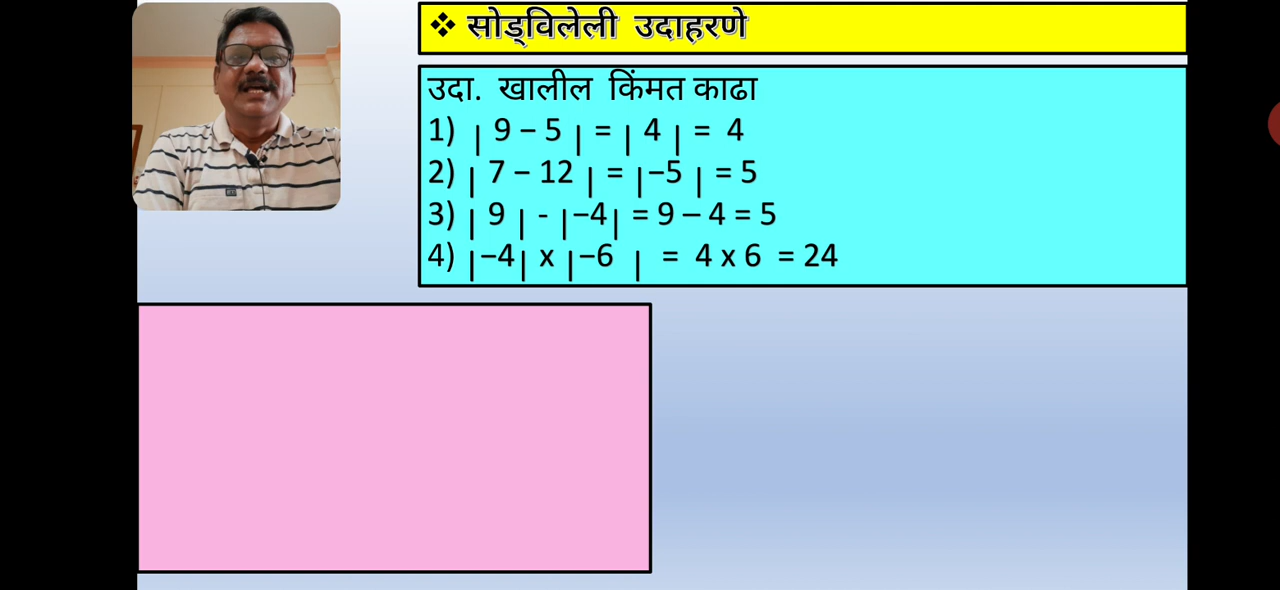 ❖ सोड्विलेली उदाहरणे
उदा. खालील किंमत काढा
1) | 9 – 5 | = | 4 | = 4
2) | 7 – 12 | = |–5 | = 5
3) | 9 | - |–4| = 9 – 4 = 5
4) |–4| x |–6 | = 4 x 6 = 24